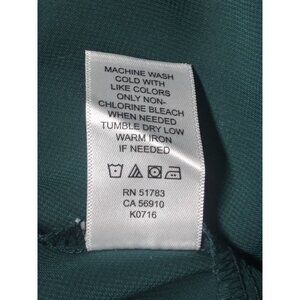 MACHINE WASH
COLD WITH
LIKE COLORS
ONLY NON-
CHLORINE BLEACH
WHEN NEEDED
TUMBLE DRY LOW
WARM IRON
IF NEEDED
RN 51783
CA 56910
K0716